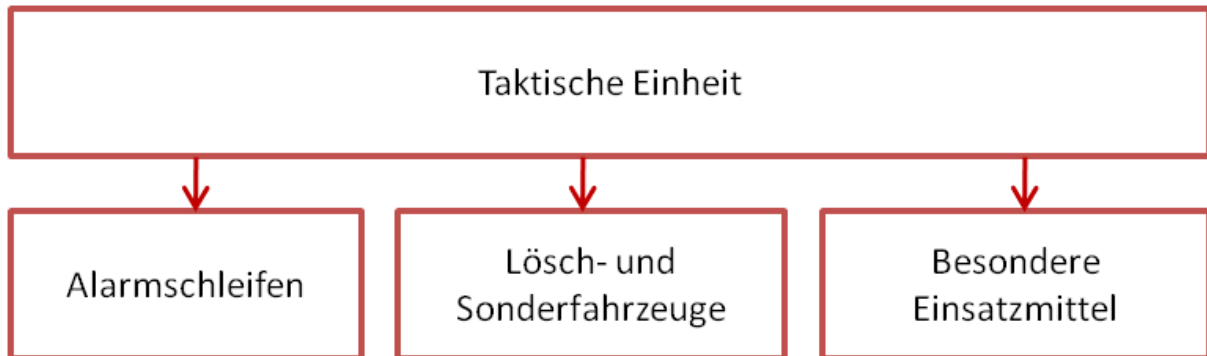 Taktische Einheit
Alarmschleifen
Lösch- und
Sonderfahrzeuge
Besondere
Einsatzmittel